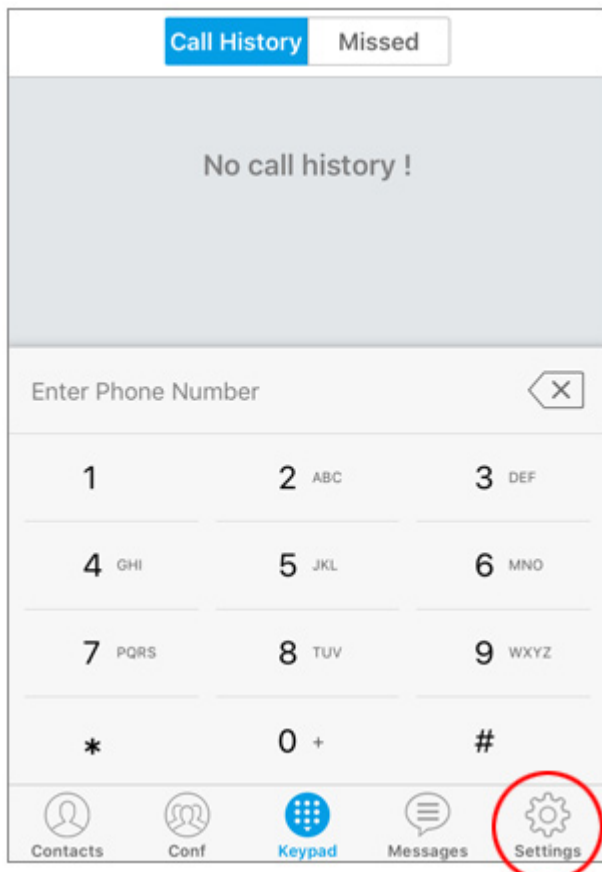 Call History Missed
No call history !
Enter Phone Number
1 2 ABC 3 DEF
4 GHI 5 JKL 6 MNO
7 PQRS 8 TUV 9 WXYZ
* 0 + #
Contacts Conf Keypad Messages Settings